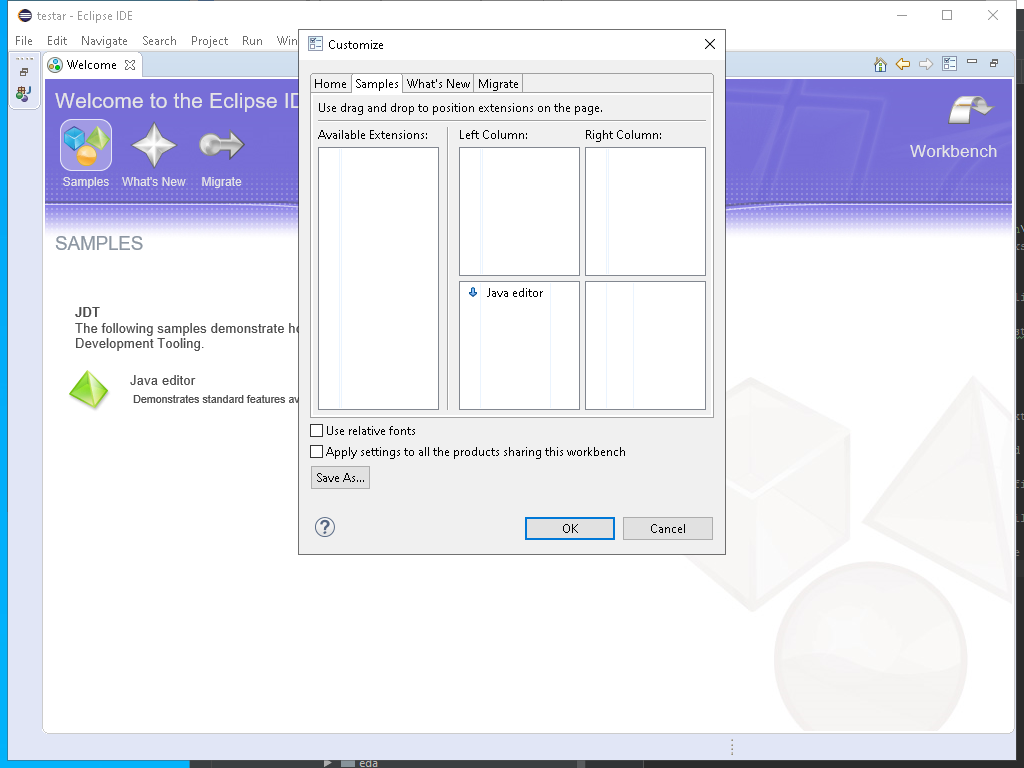 testar - Eclipse IDE
File Edit Navigate Search Project Run Win
Customize
Welcome
Home Samples What's New Migrate
Welcome to the Eclipse ID
Use drag and drop to position extensions on the page.
Available Extensions: Left Column: Right Column:
Workbench
Samples What's New Migrate
SAMPLES
Java editor
JDT
The following samples demonstrate ho
Development Tooling.
Java editor
Demonstrates standard features av
Use relative fonts
Apply settings to all the products sharing this workbench
Save As...
?
OK Cancel
eda